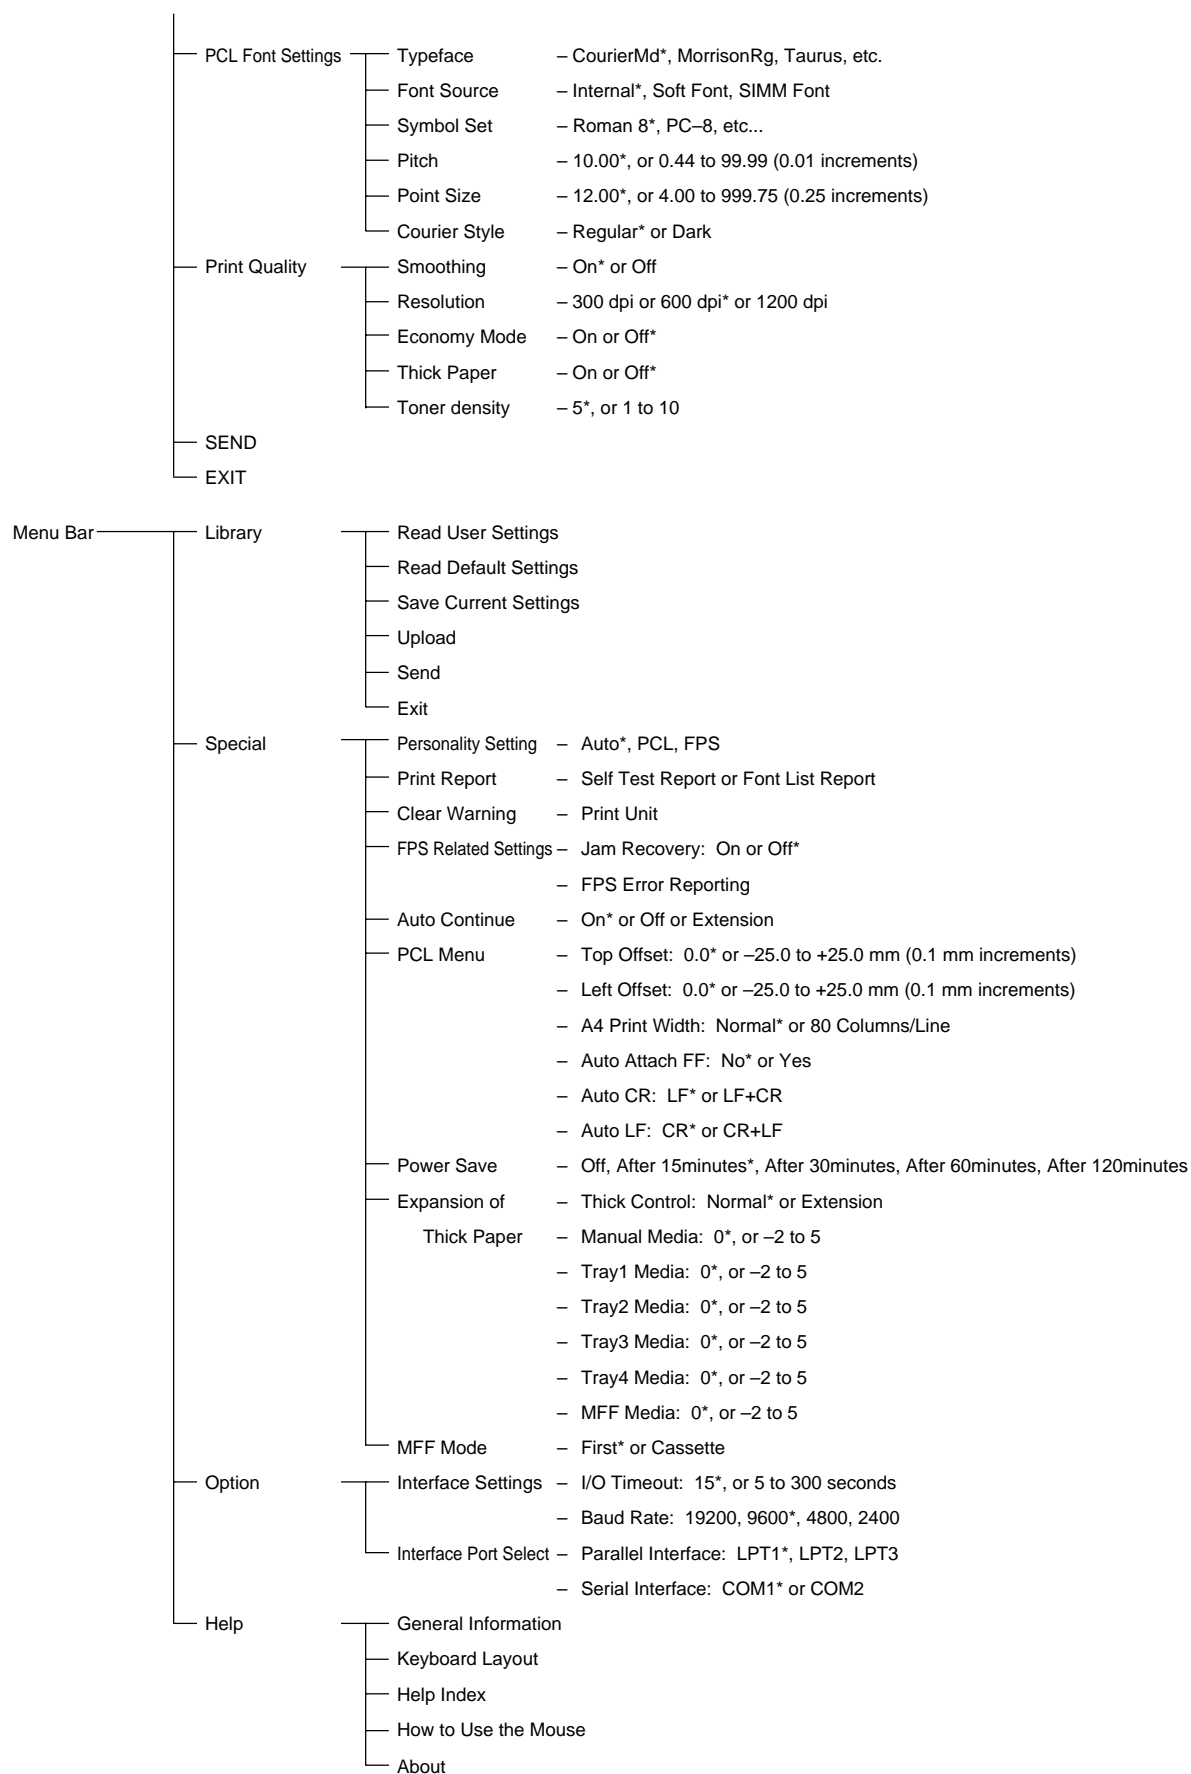 PCL Font Settings Typeface – CourierMd*, MorrisonRg, Taurus, etc.
Font Source – Internal*, Soft Font, SIMM Font
Symbol Set – Roman 8*, PC–8, etc...
Pitch – 10.00*, or 0.44 to 99.99 (0.01 increments)
Point Size – 12.00*, or 4.00 to 999.75 (0.25 increments)
Courier Style – Regular* or Dark
Print Quality Smoothing – On* or Off
Resolution – 300 dpi or 600 dpi* or 1200 dpi
Economy Mode – On or Off*
Thick Paper – On or Off*
Toner density – 5*, or 1 to 10
SEND
EXIT
Menu Bar Library Read User Settings
Read Default Settings
Save Current Settings
Upload
Send
Exit
Special Personality Setting – Auto*, PCL, FPS
Print Report – Self Test Report or Font List Report
Clear Warning – Print Unit
FPS Related Settings – Jam Recovery: On or Off*
– FPS Error Reporting
Auto Continue – On* or Off or Extension
PCL Menu – Top Offset: 0.0* or –25.0 to +25.0 mm (0.1 mm increments)
– Left Offset: 0.0* or –25.0 to +25.0 mm (0.1 mm increments)
– A4 Print Width: Normal* or 80 Columns/Line
– Auto Attach FF: No* or Yes
– Auto CR: LF* or LF+CR
– Auto LF: CR* or CR+LF
Power Save – Off, After 15minutes*, After 30minutes, After 60minutes, After 120minutes
Expansion of – Thick Control: Normal* or Extension
Thick Paper – Manual Media: 0*, or –2 to 5
– Tray1 Media: 0*, or –2 to 5
– Tray2 Media: 0*, or –2 to 5
– Tray3 Media: 0*, or –2 to 5
– Tray4 Media: 0*, or –2 to 5
– MFF Media: 0*, or –2 to 5
MFF Mode – First* or Cassette
Option Interface Settings – I/O Timeout: 15*, or 5 to 300 seconds
– Baud Rate: 19200, 9600*, 4800, 2400
Interface Port Select – Parallel Interface: LPT1*, LPT2, LPT3
– Serial Interface: COM1* or COM2
Help General Information
Keyboard Layout
Help Index
How to Use the Mouse
About